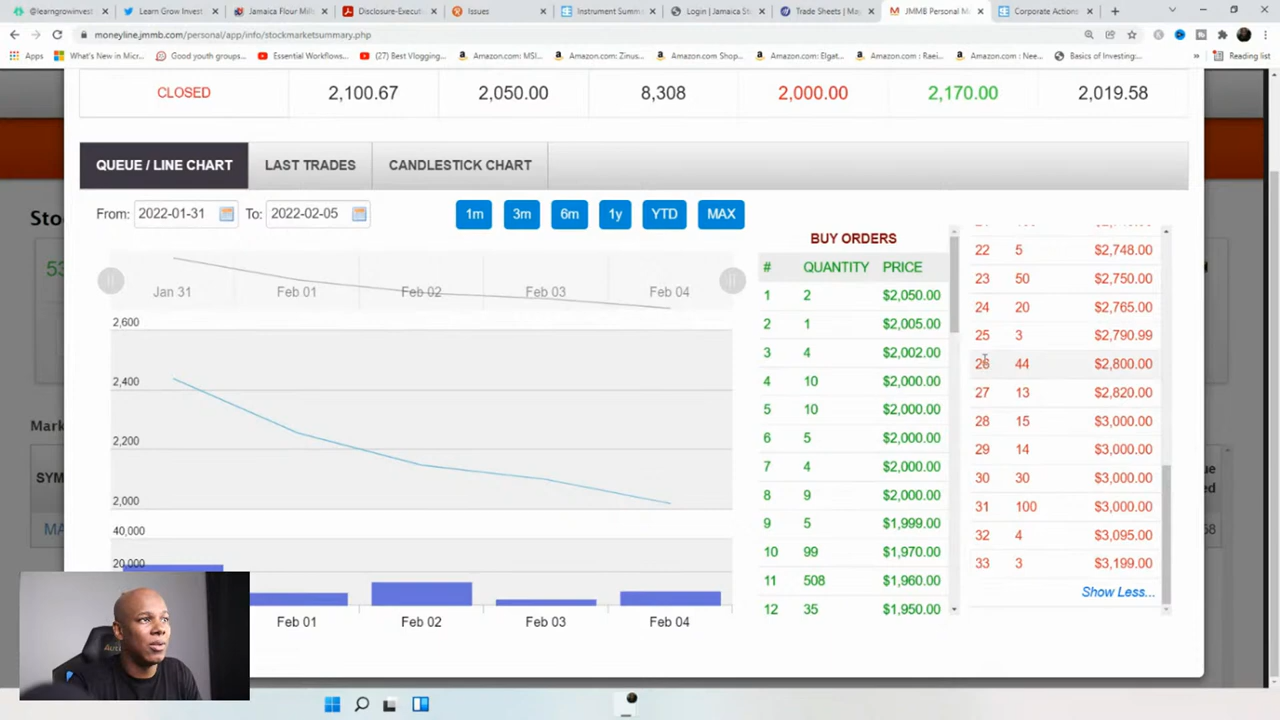 @learngrowinvest
Learn Grow Invest
Jamaica Flour Mills
Disclosure-Execut
Issues
Instrument Summ
Login | Jamaica St
Trade Sheets | Ma
JMMB Personal M
Corporate Actions
moneyline.jmmb.com/personal/app/info/stockmarketsummary.php
Apps
What's New in Micr...
Good youth groups...
Essential Workflows...
(27) Best Vlogging...
Amazon.com: MSI...
Amazon.com: Zinus...
Amazon.com Shop...
Amazon.com: Elgat...
Amazon.com : Raei...
Amazon.com : Nee...
Basics of Investing:...
Reading list
CLOSED 2,100.67 2,050.00 8,308 2,000.00 2,170.00 2,019.58
QUEUE / LINE CHART LAST TRADES CANDLESTICK CHART
Sto
53
Mark
SYM
MA
From: 2022-01-31 To: 2022-02-05
1m 3m 6m 1y YTD MAX
Jan 31 Feb 01 Feb 02 Feb 03 Feb 04
2,600
2,400
2,200
2,000
40,000
20,000
Feb 01 Feb 02 Feb 03 Feb 04
BUY ORDERS
# QUANTITY PRICE
1 2 $2,050.00
2 1 $2,005.00
3 4 $2,002.00
4 10 $2,000.00
5 10 $2,000.00
6 5 $2,000.00
7 4 $2,000.00
8 9 $2,000.00
9 5 $1,999.00
10 99 $1,970.00
11 508 $1,960.00
12 35 $1,950.00
22 5 $2,748.00
23 50 $2,750.00
24 20 $2,765.00
25 3 $2,790.99
26 44 $2,800.00
27 13 $2,820.00
28 15 $3,000.00
29 14 $3,000.00
30 30 $3,000.00
31 100 $3,000.00
32 4 $3,095.00
33 3 $3,199.00
Show Less...
ue
ed
58